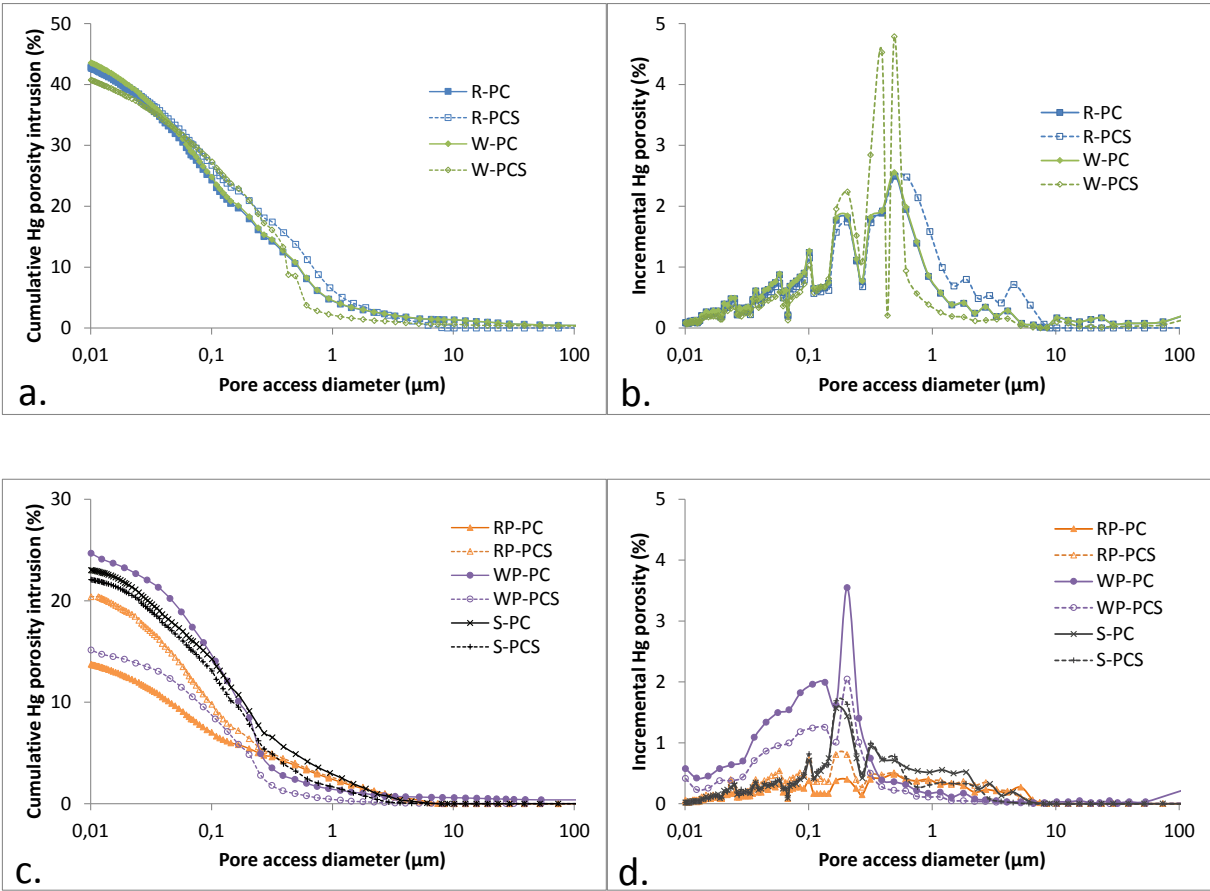 Cumulative Hg porosity intrusion (%)
50
40
30
20
10
0
0,01
0,1
1
10
100
Pore access diameter (µm)
R-PC
R-PCS
W-PC
W-PCS
a.
Incremental Hg porosity (%)
5
4
3
2
1
0
0,01
0,1
1
10
100
Pore access diameter (µm)
R-PC
R-PCS
W-PC
W-PCS
b.
Cumulative Hg porosity intrusion (%)
30
20
10
0
0,01
0,1
1
10
100
Pore access diameter (µm)
RP-PC
RP-PCS
WP-PC
WP-PCS
S-PC
S-PCS
c.
Incremental Hg porosity (%)
5
4
3
2
1
0
0,01
0,1
1
10
100
Pore access diameter (µm)
RP-PC
RP-PCS
WP-PC
WP-PCS
S-PC
S-PCS
d.